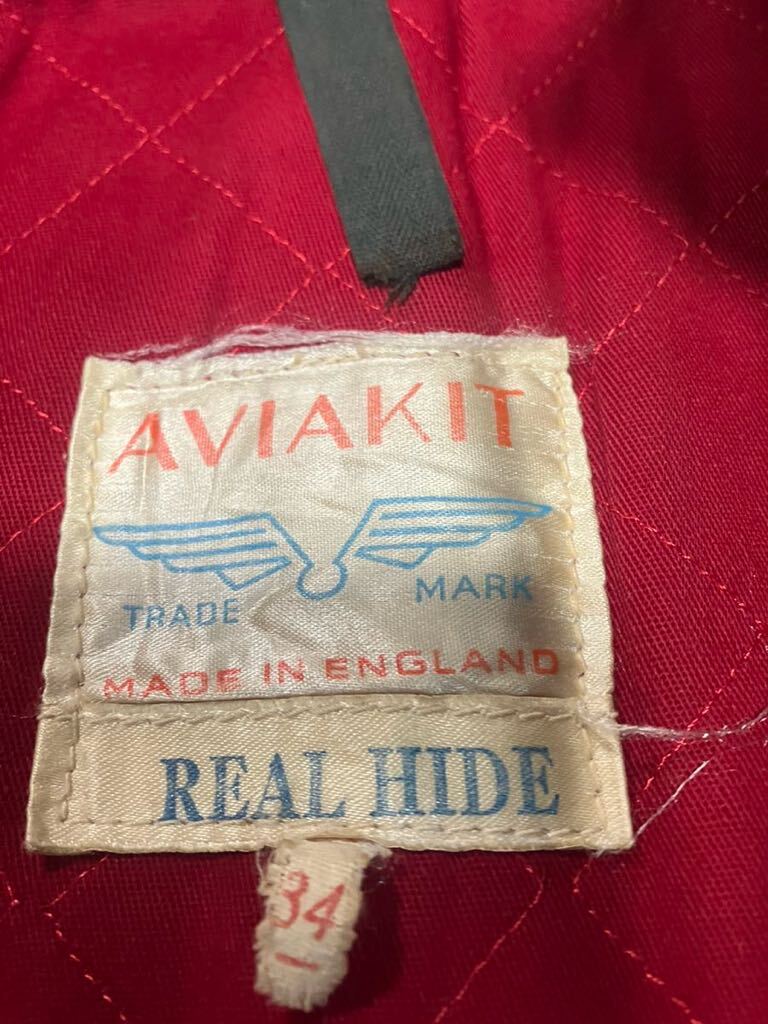 AVIAKIT
TRADE MARK
MADE IN ENGLAND
REAL HIDE
34